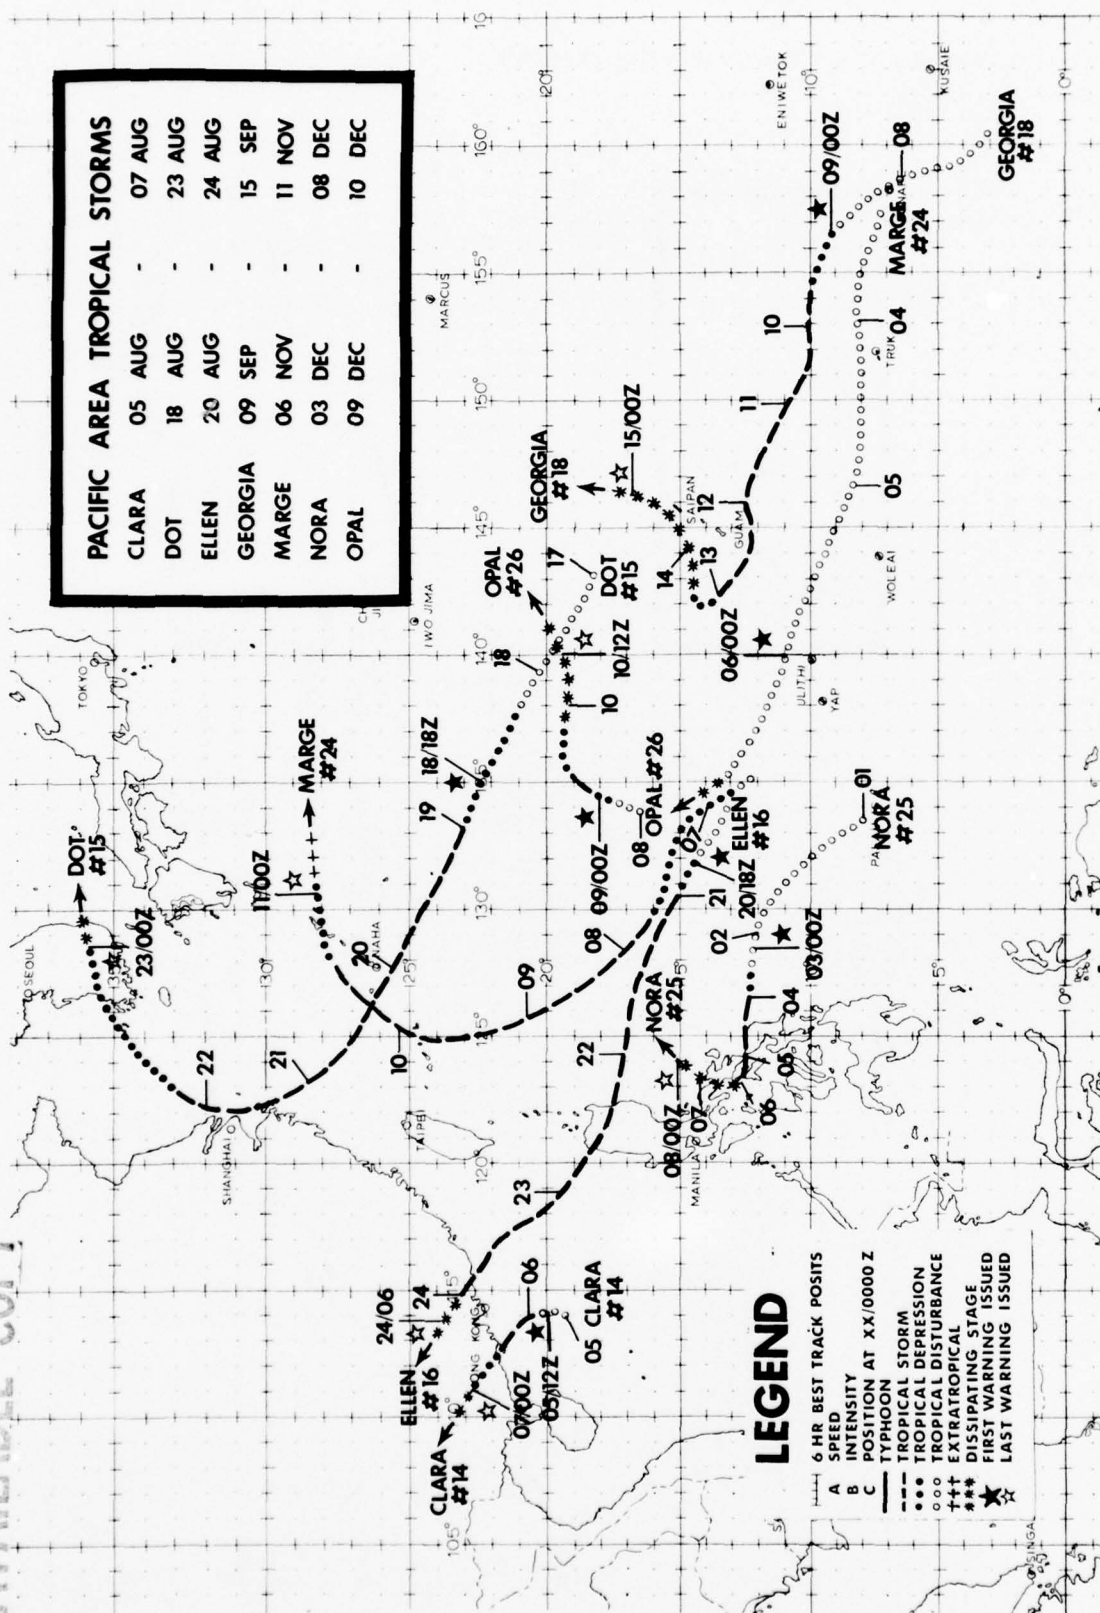 PACIFIC AREA TROPICAL STORMS
CLARA 05 AUG - 07 AUG
DOT 18 AUG - 23 AUG
ELLEN 20 AUG - 24 AUG
GEORGIA 09 SEP - 15 SEP
MARGE 06 NOV - 11 NOV
NORA 03 DEC - 08 DEC
OPAL 09 DEC - 10 DEC
SEOUL
TOKYO
DOT
#15
23/00Z
22
21
20
19
18/18Z
18
17
DOT
#15
SHANGHAI
TAIPEI
NAHA
IWO JIMA
MARCUS
ENIWETOK
KUSAIE
MARGE
#24
11/00Z
10
09
08
07
06/00Z
05
04
MARGE
#24
GEORGIA
#18
08
09/00Z
10
11
12
13
14
15/00Z
GEORGIA
#18
SAIPAN
GUAM
TRUK
WOLEAI
ULITHI
YAP
OPAL
#26
10/12Z
10
09/00Z
08
OPAL #26
ELLEN
#16
20/18Z
21
22
23
24
24/06
ELLEN
#16
NORA
#25
01
02
03/00Z
04
05
06
07
08/00Z
NORA
#25
MANILA
CLARA
#14
07/00Z
05/12Z
06
05 CLARA
#14
105°
120°
125°
130°
140°
145°
150°
155°
160°
30°
20°
10°
5°
0°
LEGEND
6 HR BEST TRACK POSITS
A SPEED
B INTENSITY
C POSITION AT XX/0000 Z
TYPHOON
TROPICAL STORM
TROPICAL DEPRESSION
TROPICAL DISTURBANCE
EXTRATROPICAL
DISSIPATING STAGE
FIRST WARNING ISSUED
LAST WARNING ISSUED